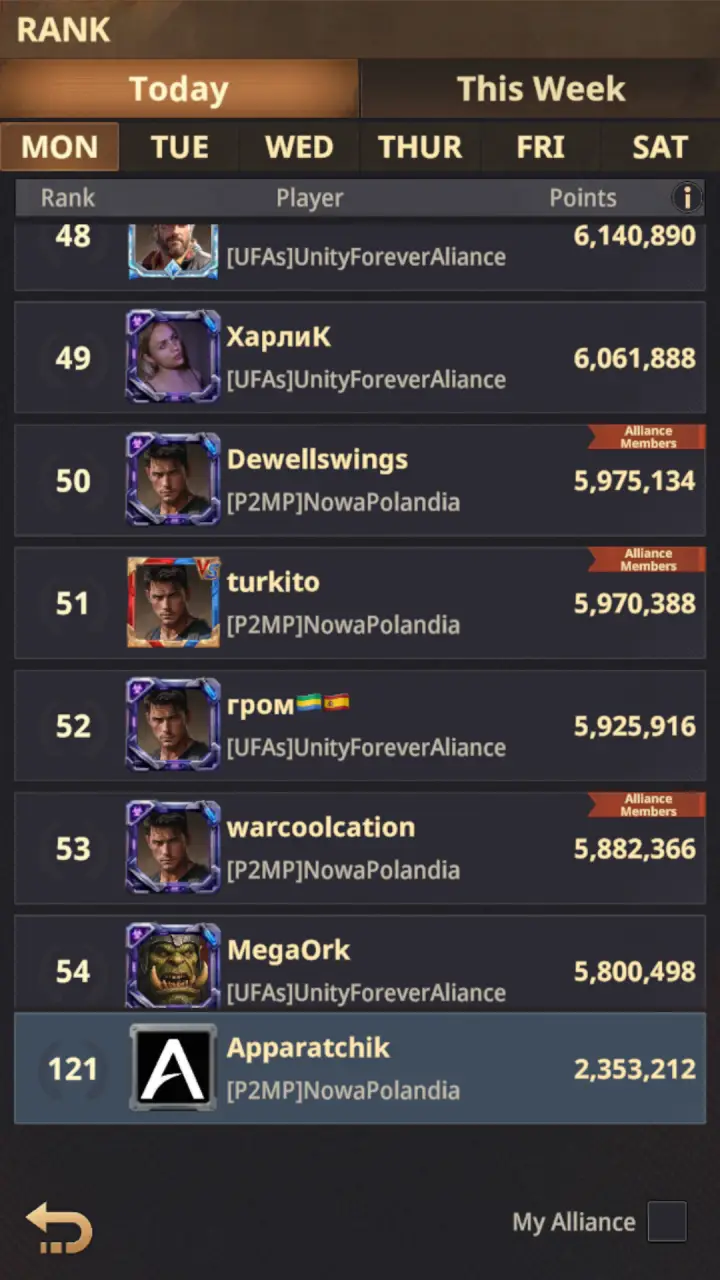 RANK
Today
This Week
MON
TUE
WED
THUR
FRI
SAT
Rank
Player
Points
i
48
[UFAs]UnityForeverAliance
6,140,890
49
ХарлиК
[UFAs]UnityForeverAliance
6,061,888
Alliance
Members
50
Dewellswings
[P2MP]NowaPolandia
5,975,134
Alliance
Members
51
VS
turkito
[P2MP]NowaPolandia
5,970,388
52
гром🇬🇦🇪🇸
[UFAs]UnityForeverAliance
5,925,916
Alliance
Members
53
warcoolcation
[P2MP]NowaPolandia
5,882,366
54
MegaOrk
[UFAs]UnityForeverAliance
5,800,498
121
A
Apparatchik
[P2MP]NowaPolandia
2,353,212
My Alliance